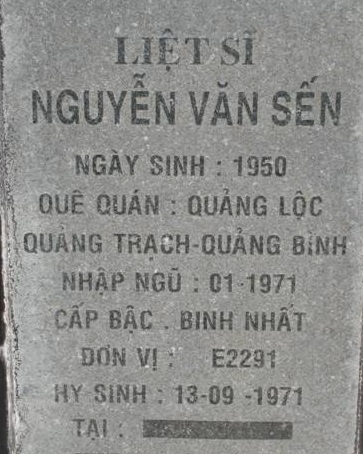 LIỆT SĨ
NGUYỄN VĂN SẾN
NGÀY SINH : 1950
QUÊ QUÁN : QUẢNG LỘC
QUẢNG TRẠCH-QUẢNG BÌNH
NHẬP NGŨ : 01-1971
CẤP BẬC . BINH NHẤT
ĐƠN VỊ : E2291
HY SINH : 13-09 -1971
TẠI :